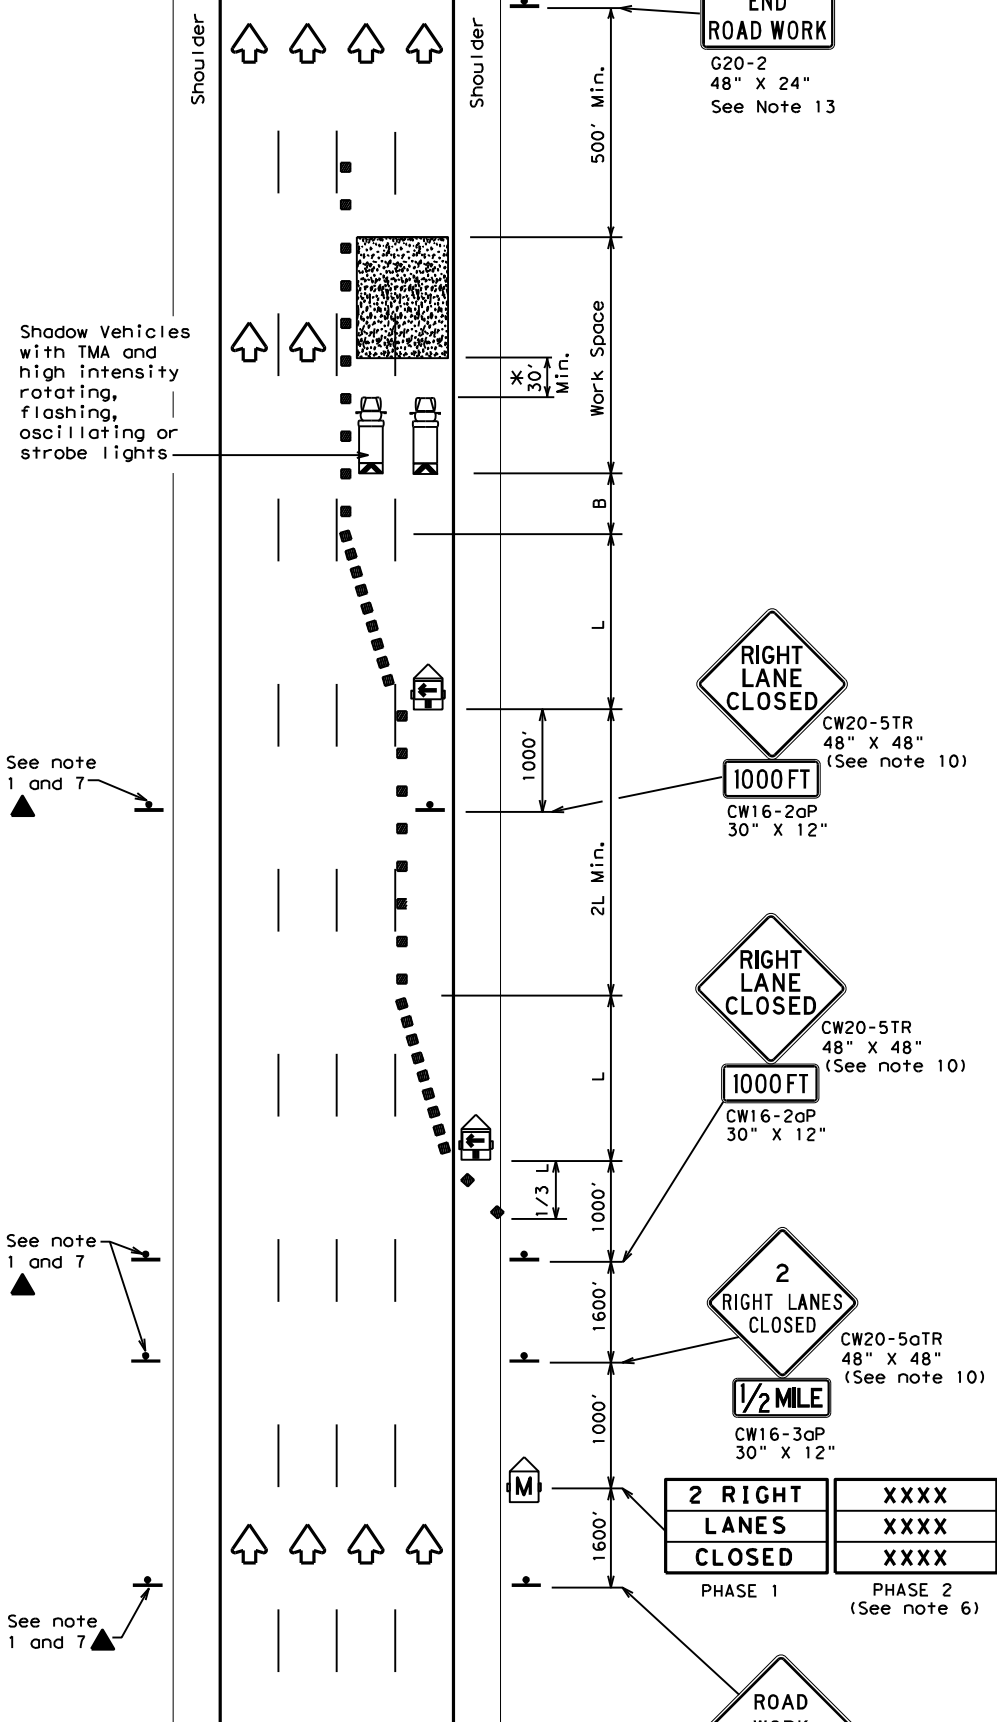 END
ROAD WORK
G20-2
48" X 24"
See Note 13
Shoulder
Shoulder
500' Min.
Shadow Vehicles
with TMA and
high intensity
rotating,
flashing,
oscillating or
strobe lights
* 30'
Min.
Work Space
B
L
RIGHT
LANE
CLOSED
CW20-5TR
48" X 48"
(See note 10)
1000 FT
CW16-2aP
30" X 12"
1000'
See note
1 and 7
2L Min.
RIGHT
LANE
CLOSED
CW20-5TR
48" X 48"
(See note 10)
1000 FT
CW16-2aP
30" X 12"
L
1/3 L
1000'
See note
1 and 7
1600'
2
RIGHT LANES
CLOSED
CW20-5aTR
48" X 48"
(See note 10)
1/2 MILE
CW16-3aP
30" X 12"
1000'
M
2 RIGHT
LANES
CLOSED
PHASE 1
XXXX
XXXX
XXXX
PHASE 2
(See note 6)
1600'
See note
1 and 7
ROAD